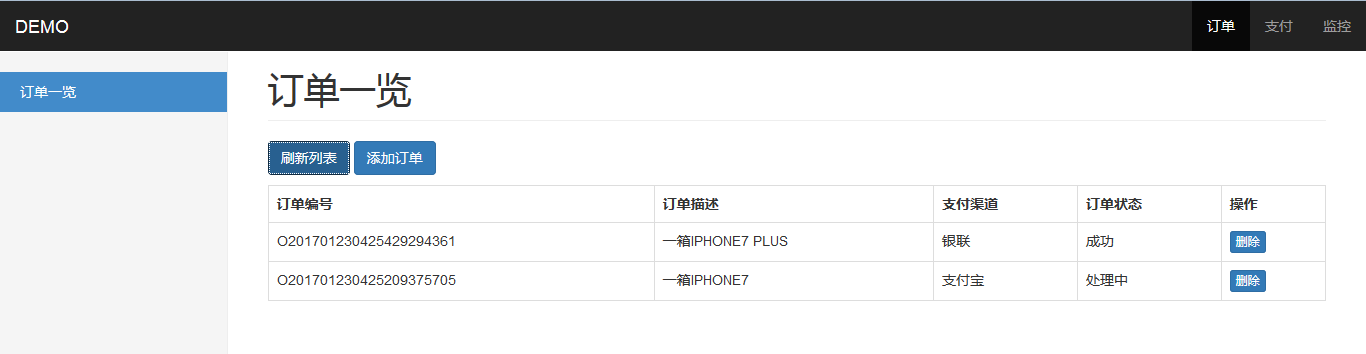 DEMO 订单 支付 监控
订单一览
订单一览
刷新列表 添加订单
订单编号 订单描述 支付渠道 订单状态 操作
O201701230425429294361 一箱IPHONE7 PLUS 银联 成功 删除
O201701230425209375705 一箱IPHONE7 支付宝 处理中 删除